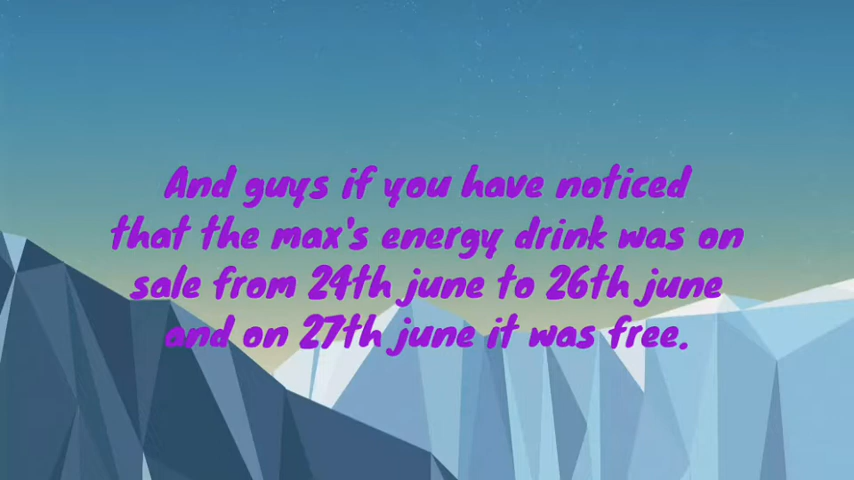 And guys if you have noticed
that the max's energy drink was on
sale from 24th june to 26th june
and on 27th june it was free.